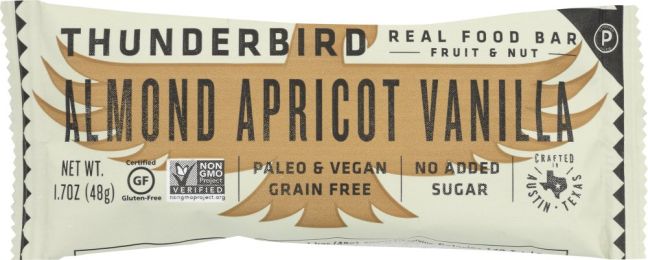 THUNDERBIRD
REAL FOOD BAR
FRUIT & NUT
P
ALMOND APRICOT VANILLA
NET WT.
1.7OZ (48g)
Certified
GF
Gluten-Free
NON
GMO
Project
VERIFIED
nongmoproject.org
PALEO & VEGAN
GRAIN FREE
NO ADDED
SUGAR
CRAFTED
IN
AUSTIN • TEXAS